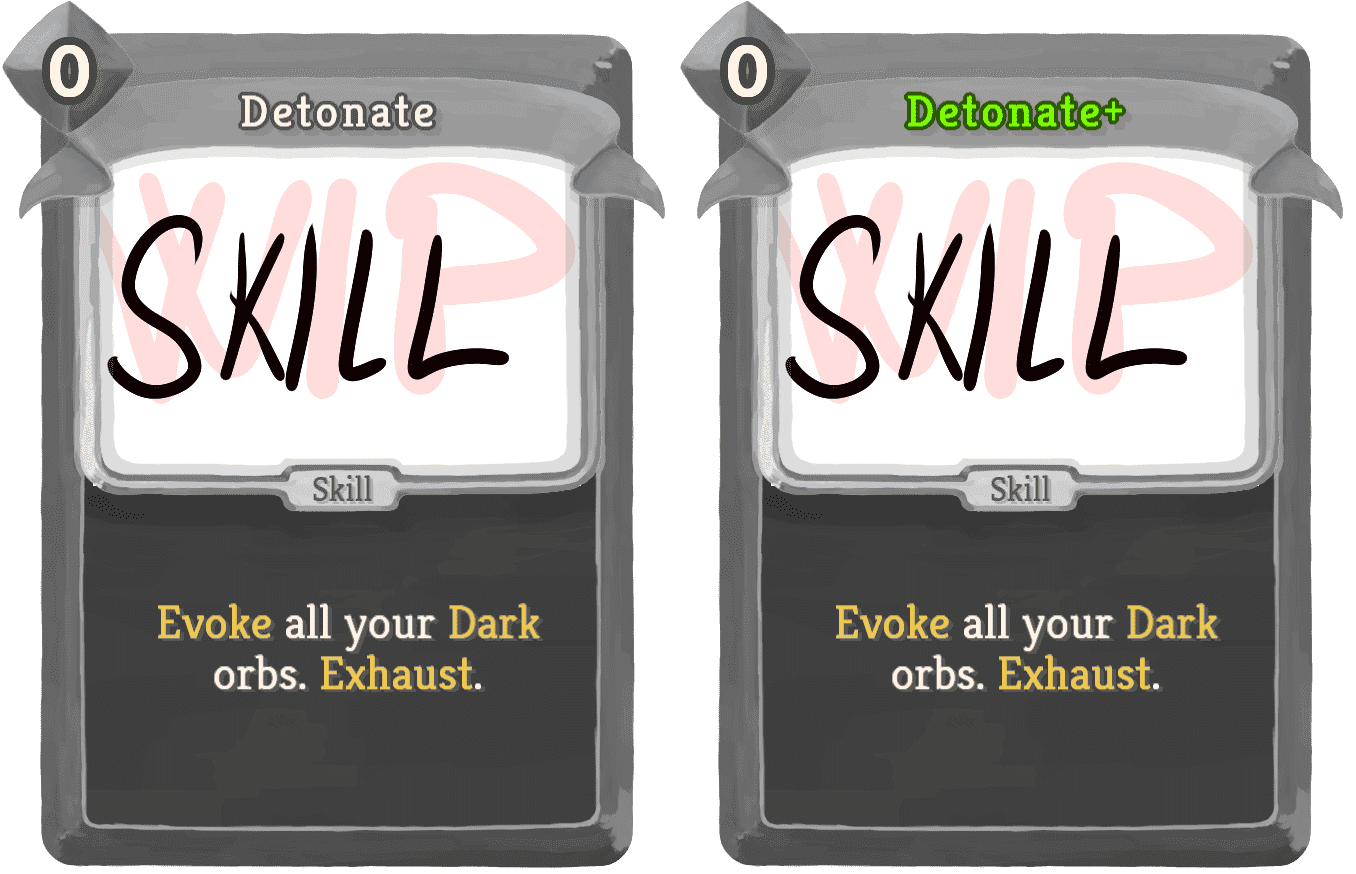 0
Detonate
WIP
SKILL
Skill
Evoke all your Dark
orbs. Exhaust.
0
Detonate+
WIP
SKILL
Skill
Evoke all your Dark
orbs. Exhaust.